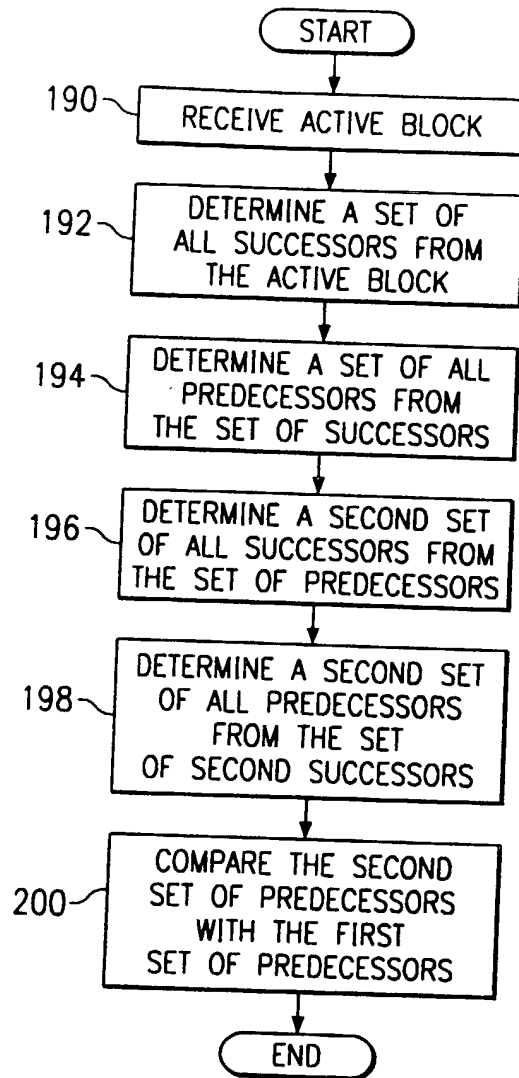 START
190
RECEIVE ACTIVE BLOCK
192
DETERMINE A SET OF
ALL SUCCESSORS FROM
THE ACTIVE BLOCK
194
DETERMINE A SET OF ALL
PREDECESSORS FROM
THE SET OF SUCCESSORS
196
DETERMINE A SECOND SET
OF ALL SUCCESSORS FROM
THE SET OF PREDECESSORS
198
DETERMINE A SECOND SET
OF ALL PREDECESSORS
FROM THE SET
OF SECOND SUCCESSORS
200
COMPARE THE SECOND
SET OF PREDECESSORS
WITH THE FIRST
SET OF PREDECESSORS
END